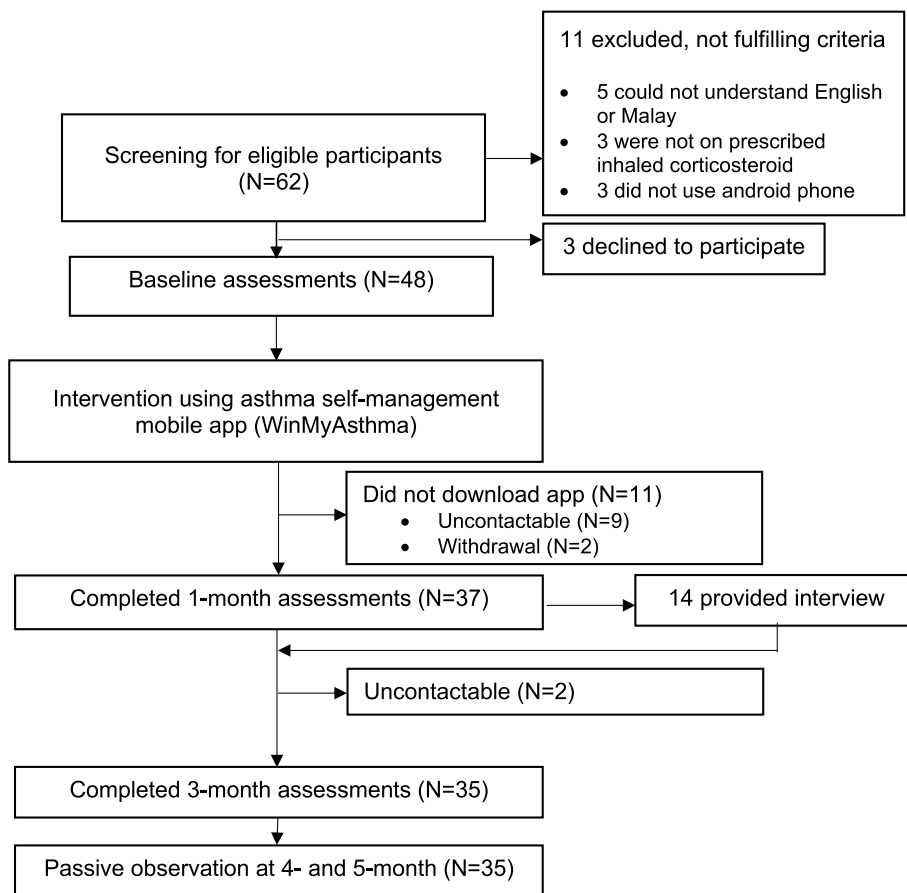 11 excluded, not fulfilling criteria
• 5 could not understand English
or Malay
• 3 were not on prescribed
inhaled corticosteroid
• 3 did not use android phone
Screening for eligible participants
(N=62)
3 declined to participate
Baseline assessments (N=48)
Intervention using asthma self-management
mobile app (WinMyAsthma)
Did not download app (N=11)
• Uncontactable (N=9)
• Withdrawal (N=2)
Completed 1-month assessments (N=37)
14 provided interview
Uncontactable (N=2)
Completed 3-month assessments (N=35)
Passive observation at 4- and 5-month (N=35)